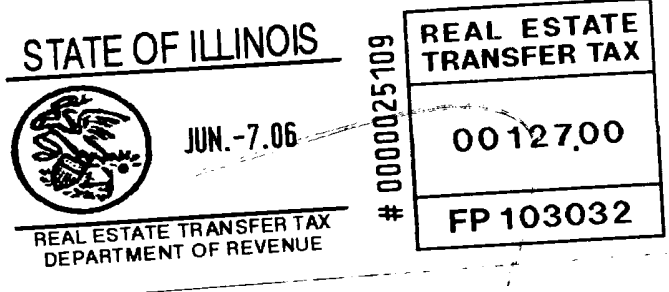 STATE OF ILLINOIS
JUN.-7.06
REAL ESTATE TRANSFER TAX
DEPARTMENT OF REVENUE
# 0000025109
REAL ESTATE
TRANSFER TAX
00127.00
FP 103032